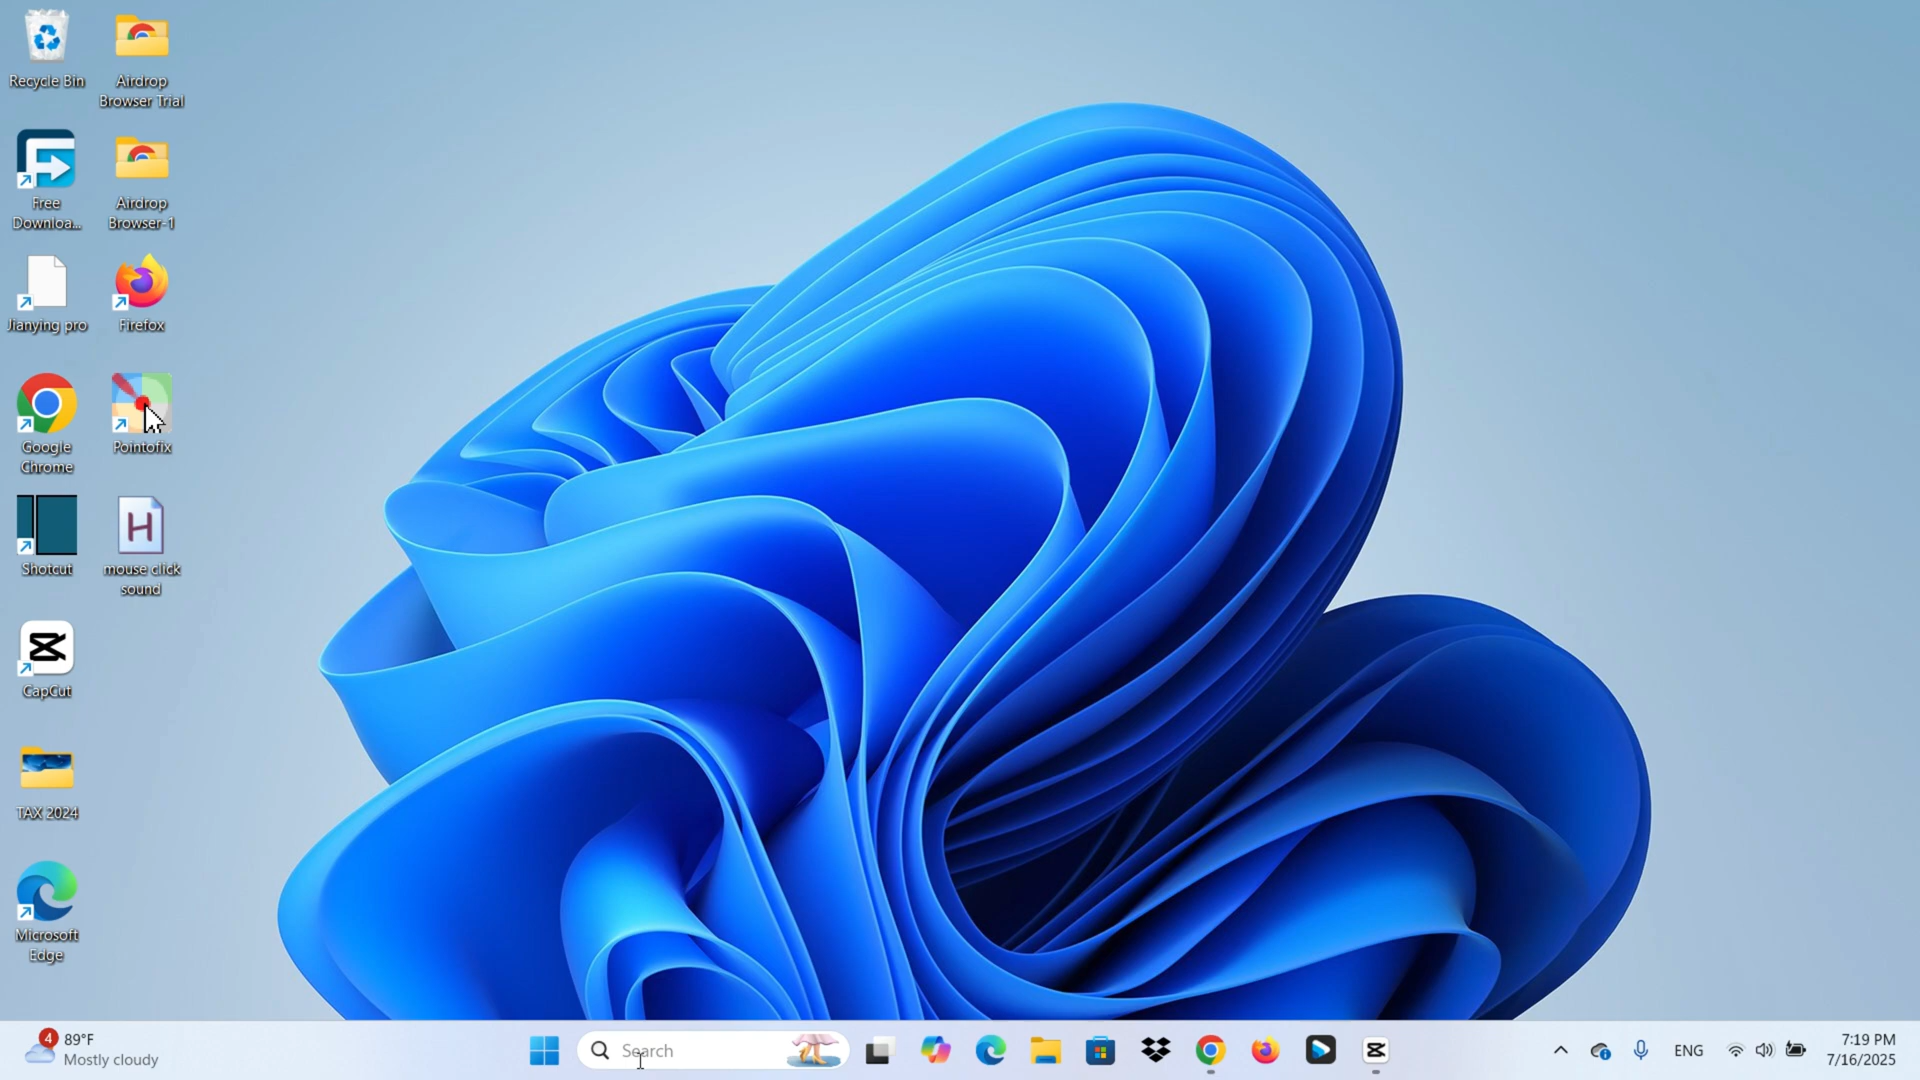 Recycle Bin
Airdrop
Browser Trial
Free
Downloa...
Airdrop
Browser-1
Jianying pro
Firefox
Google
Chrome
Pointofix
Shotcut
H
mouse click
sound
CapCut
TAX 2024
Microsoft
Edge
4
89°F
Mostly cloudy
Search
ENG
7:19 PM
7/16/2025